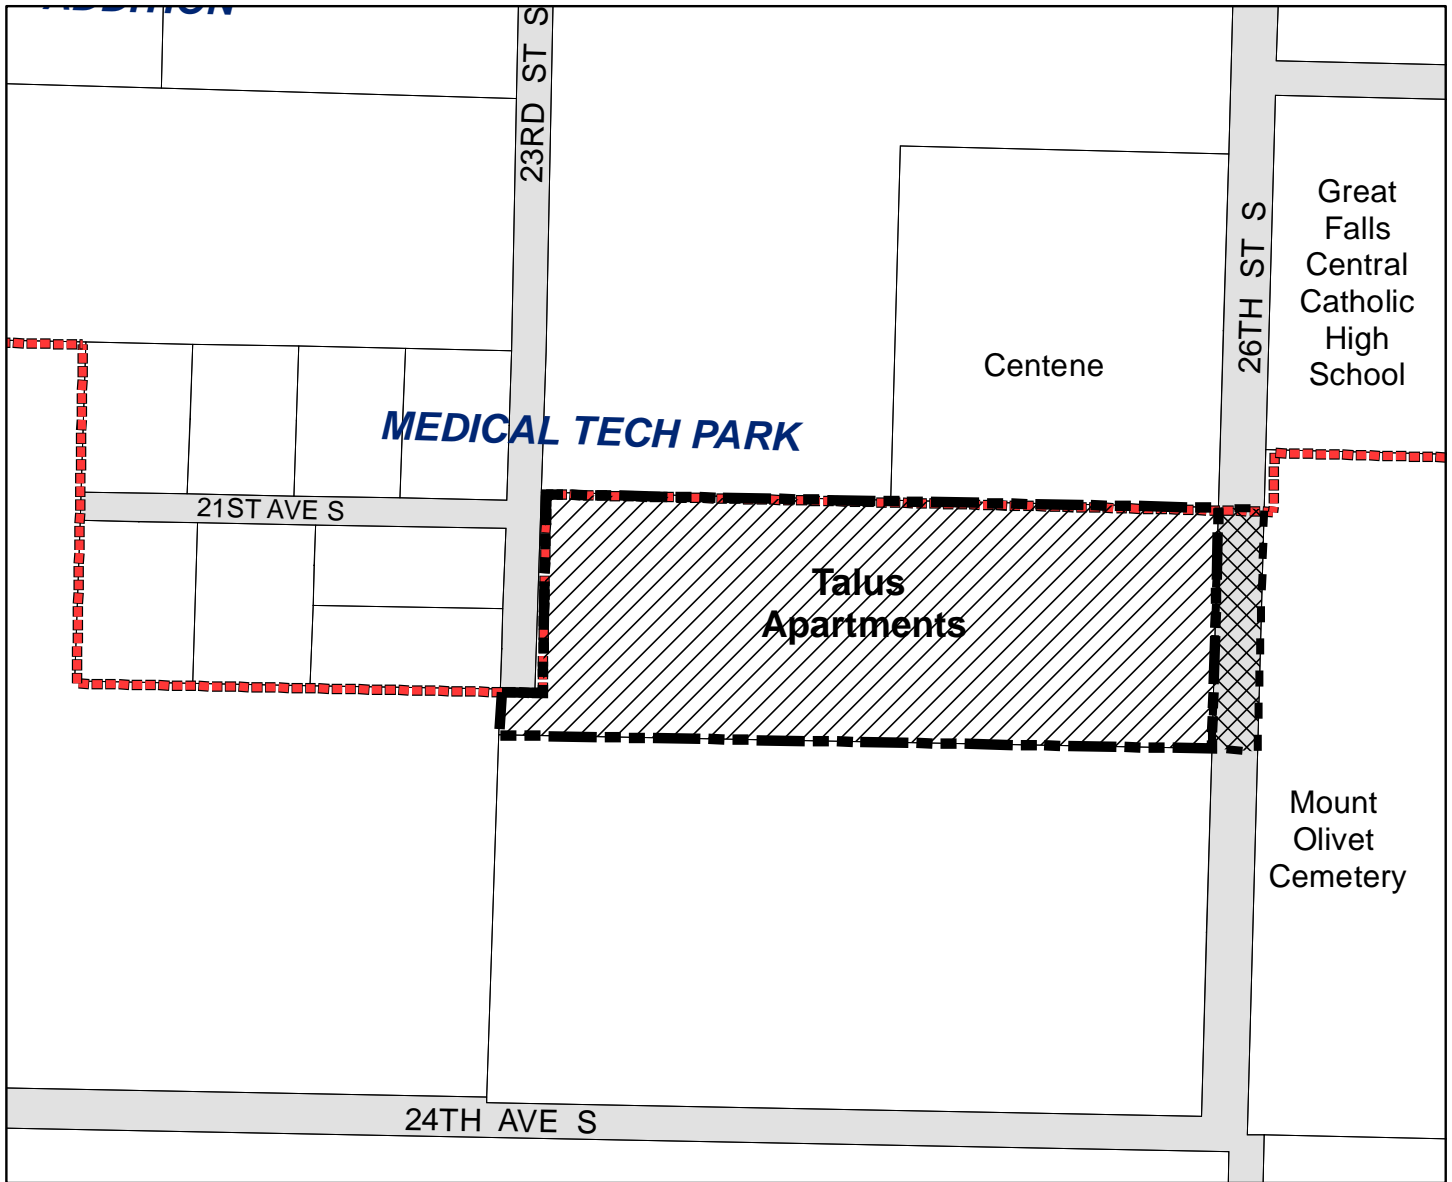 ADDITION
23RD ST S
Great
Falls
Central
Catholic
High
School
26TH ST S
Centene
MEDICAL TECH PARK
21ST AVE S
Talus
Apartments
Mount
Olivet
Cemetery
24TH AVE S